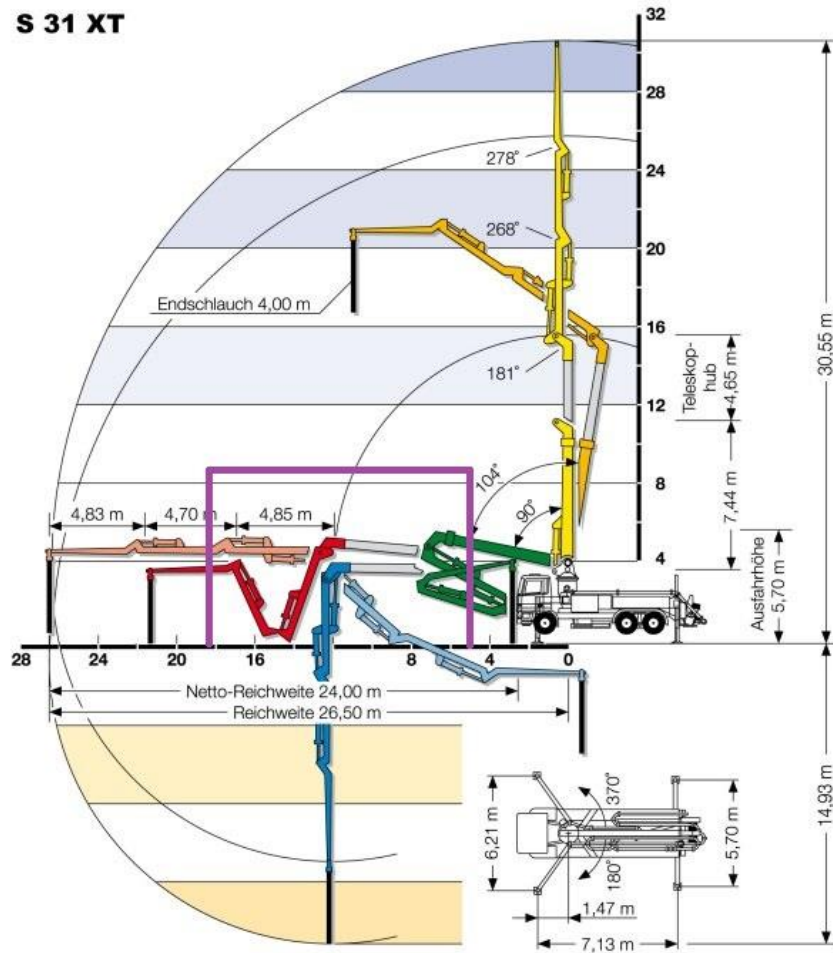 S 31 XT
32
28
278°
24
268°
20
Endschlauch 4,00 m
16
181°
Teleskop-
hub
4,65 m
30,55 m
12
104°
8
90°
7,44 m
4,83 m
4,70 m
4,85 m
4
Ausfahrhöhe
5,70 m
28 24 20 16 8 4 0
Netto-Reichweite 24,00 m
Reichweite 26,50 m
14,93 m
6,21 m
370°
180°
5,70 m
1,47 m
7,13 m